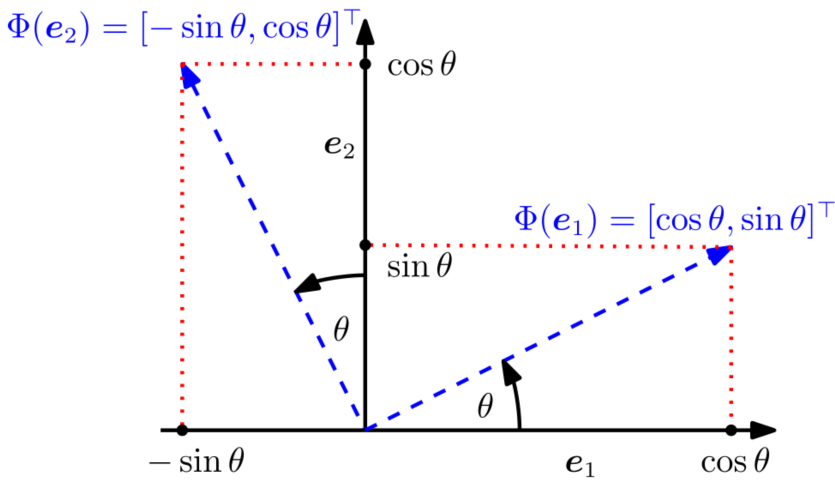 Φ(e₂) = [− sin θ, cos θ]⊤
cos θ
e₂
Φ(e₁) = [cos θ, sin θ]⊤
sin θ
θ
θ
− sin θ
e₁
cos θ